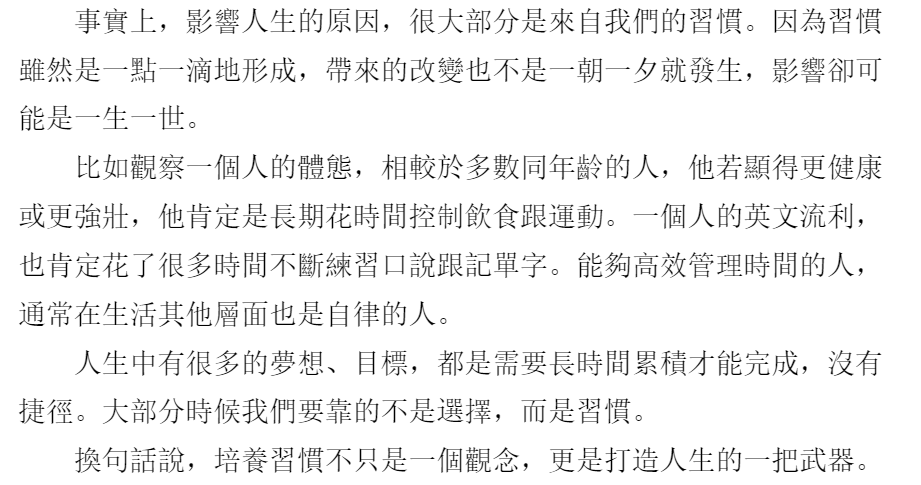 事實上，影響人生的原因，很大部分是來自我們的習慣。因為習慣
雖然是一點一滴地形成，帶來的改變也不是一朝一夕就發生，影響卻可
能是一生一世。
比如觀察一個人的體態，相較於多數同年齡的人，他若顯得更健康
或更強壯，他肯定是長期花時間控制飲食跟運動。一個人的英文流利，
也肯定花了很多時間不斷練習口說跟記單字。能夠高效管理時間的人，
通常在生活其他層面也是自律的人。
人生中有很多的夢想、目標，都是需要長時間累積才能完成，沒有
捷徑。大部分時候我們要靠的不是選擇，而是習慣。
換句話說，培養習慣不只是一個觀念，更是打造人生的一把武器。